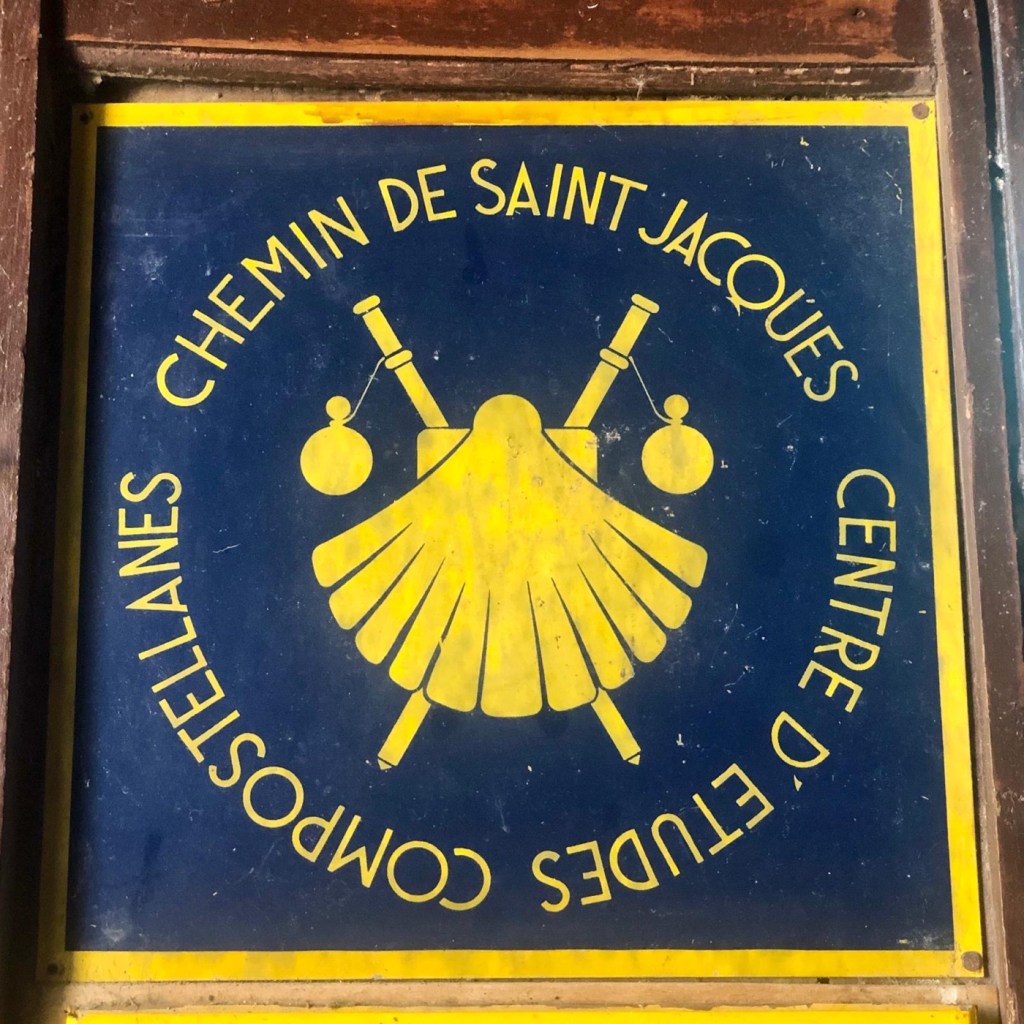 CHEMIN DE SAINT JACQUES
CENTRE D'ETUDES COMPOSTELLANES